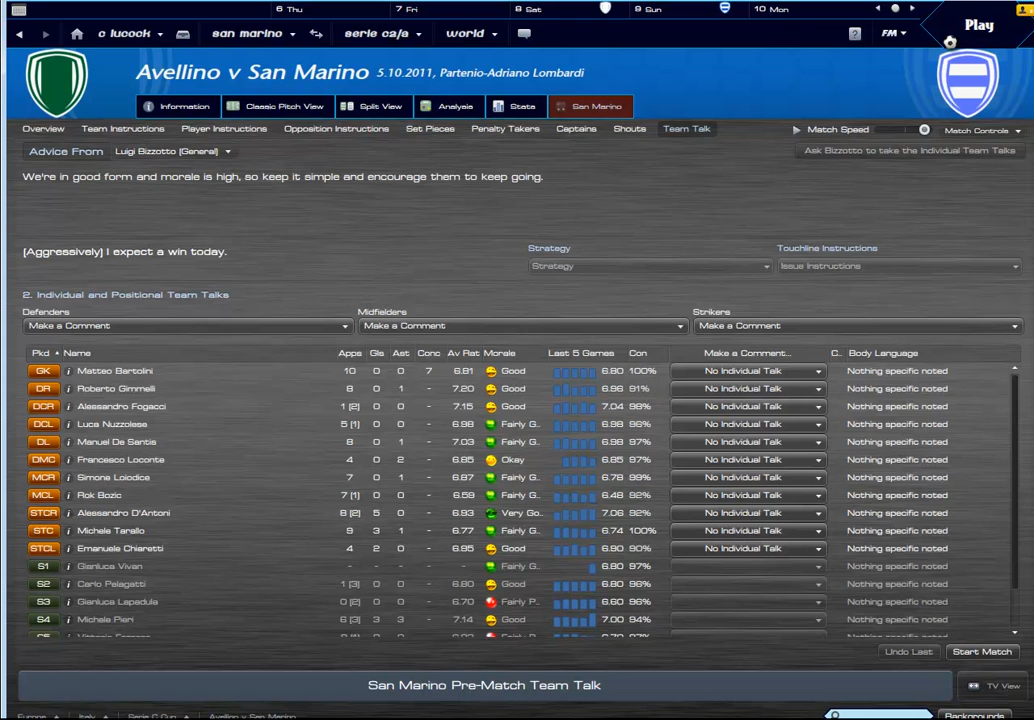 6 Thu 7 Fri 8 Sat 9 Sun 10 Mon
c lucock san marino serie ca/a world FM Play
Avellino v San Marino 5.10.2011, Partenio-Adriano Lombardi
Information Classic Pitch View Split View Analysis Stats San Marino
Overview Team Instructions Player Instructions Opposition Instructions Set Pieces Penalty Takers Captains Shouts Team Talk Match Speed Match Controls
Advice From Luigi Bizzotto (General) Ask Bizzotto to take the Individual Team Talks
We're in good form and morale is high, so keep it simple and encourage them to keep going.
Strategy Touchline Instructions
[Aggressively] I expect a win today.
Strategy Issue Instructions
2. Individual and Positional Team Talks
Defenders Midfielders Strikers
Make a Comment Make a Comment Make a Comment
Pkd Name Apps Gls Ast Conc Av Rat Morale Last 5 Games Con Make a Comment... C.. Body Language
GK i Matteo Bertolini 10 0 0 7 6.91 Good 6.80 100% No Individual Talk Nothing specific noted
DR i Roberto Gimmelli 8 0 1 - 7.20 Good 6.96 91% No Individual Talk Nothing specific noted
DCR i Alessandro Fogacci 1 [2] 0 0 - 7.15 Good 7.04 98% No Individual Talk Nothing specific noted
DCL i Luca Nuzzolese 5 [1] 0 0 - 6.98 Fairly G.. 6.98 96% No Individual Talk Nothing specific noted
DL i Manuel De Santis 8 0 1 - 7.03 Fairly G.. 6.98 97% No Individual Talk Nothing specific noted
DMC i Francesco Loconte 4 0 2 - 6.85 Okay 6.85 97% No Individual Talk Nothing specific noted
MCR i Simone Loiodice 7 0 1 - 6.87 Fairly G.. 6.78 99% No Individual Talk Nothing specific noted
MCL i Rok Bozic 7 [1] 0 0 - 6.59 Fairly G.. 6.48 92% No Individual Talk Nothing specific noted
STCR i Alessandro D'Antoni 8 [2] 5 0 - 6.93 Very Go.. 7.06 92% No Individual Talk Nothing specific noted
STC i Michele Tarallo 9 3 1 - 6.77 Fairly G.. 6.74 100% No Individual Talk Nothing specific noted
STCL i Emanuele Chiaretti 4 2 0 - 6.95 Good 6.90 90% No Individual Talk Nothing specific noted
S1 i Gianluca Vivan - - - - - Fairly G.. 6.80 97% Nothing specific noted
S2 i Carlo Pelagatti 1 [3] 0 0 - 6.80 Good 6.80 96% Nothing specific noted
S3 i Gianluca Lapadula 0 [2] 0 0 - 6.70 Fairly P.. 6.60 96% Nothing specific noted
S4 i Michele Pieri 6 [3] 3 3 - 7.14 Good 7.00 94% Nothing specific noted
Undo Last Start Match
San Marino Pre-Match Team Talk TV View
Europe Italy Serie C Cup Avellino v San Marino Backgrounds